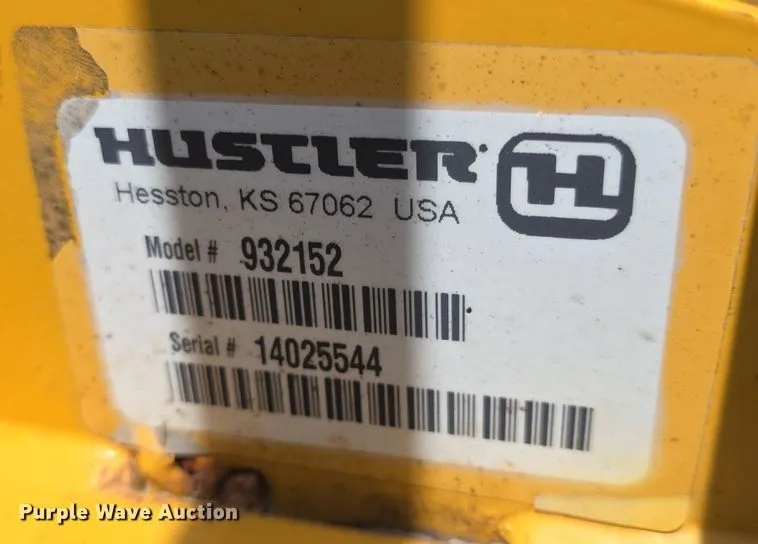 HUSTLER
H
Hesston, KS 67062 USA
Model # 932152
Serial # 14025544
Purple Wave Auction